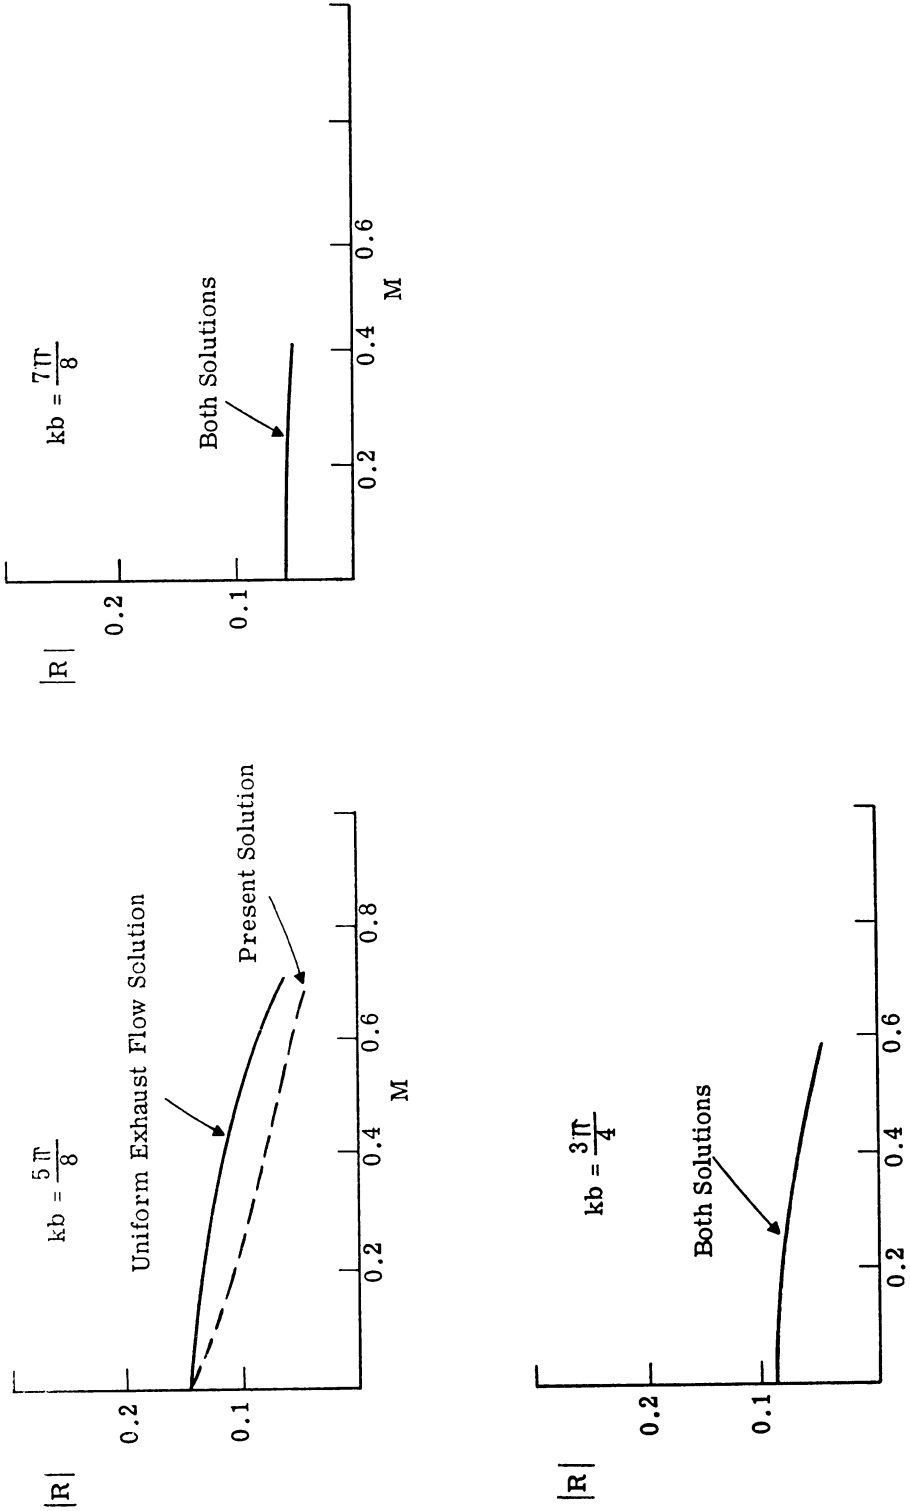 |R|
kb = 5π/8
0.2
0.1
Uniform Exhaust Flow Solution
Present Solution
0.2
0.4
0.6
0.8
M
|R|
kb = 7π/8
0.2
0.1
Both Solutions
0.2
0.4
0.6
M
|R|
kb = 3π/4
0.2
0.1
Both Solutions
0.2
0.4
0.6